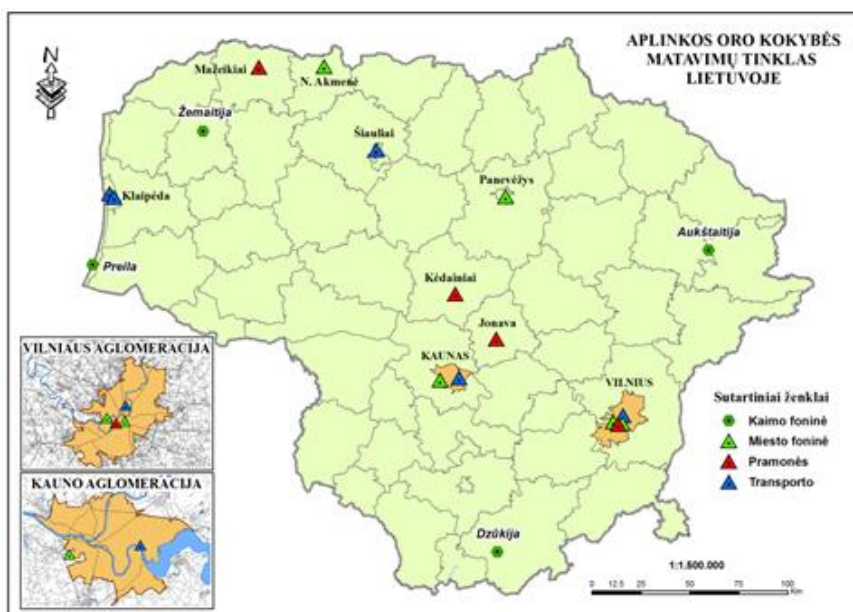 APLINKOS ORO KOKYBĖS
MATAVIMŲ TINKLAS
LIETUVOJE
N
Mažeikiai
N. Akmenė
Žemaitija
Šiauliai
Klaipėda
Panevėžys
Aukštaitija
Preila
Kėdainiai
Jonava
KAUNAS
VILNIUS
Dzūkija
VILNIAUS AGLOMERACIJA
KAUNO AGLOMERACIJA
Sutartiniai ženklai
Kaimo foninė
Miesto foninė
Pramonės
Transporto
1:1.500.000
0 12.5 25 50 75 100
Km